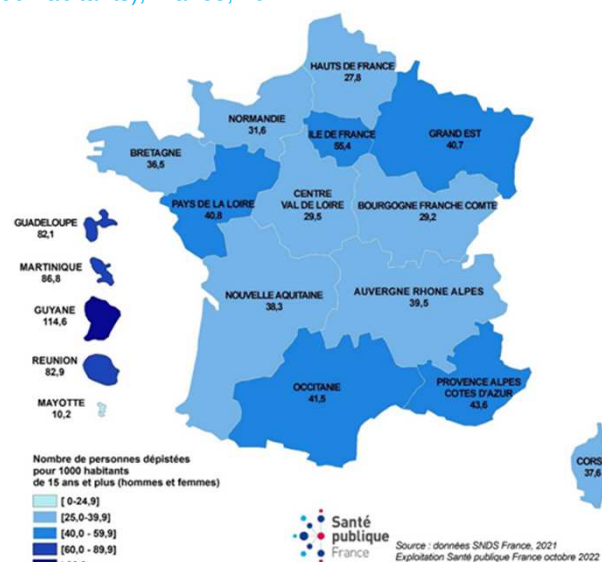 HAUTS DE FRANCE
27,8
NORMANDIE
31,6
ILE DE FRANCE
55,4
GRAND EST
40,7
BRETAGNE
36,5
PAYS DE LA LOIRE
40,8
CENTRE
VAL DE LOIRE
29,5
BOURGOGNE FRANCHE COMTE
29,2
GUADELOUPE
82,1
MARTINIQUE
86,8
GUYANE
114,6
REUNION
82,9
MAYOTTE
10,2
NOUVELLE AQUITAINE
38,3
AUVERGNE RHONE ALPES
39,5
OCCITANIE
41,5
PROVENCE ALPES
COTES D'AZUR
43,6
CORS
37,6
Nombre de personnes dépistées
pour 1000 habitants
de 15 ans et plus (hommes et femmes)
[ 0-24,9]
[25,0-39,9]
[40,0 - 59,9]
[60,0 - 89,9]
Santé
publique
France
Source : données SNDS France, 2021
Exploitation Santé publique France octobre 2022